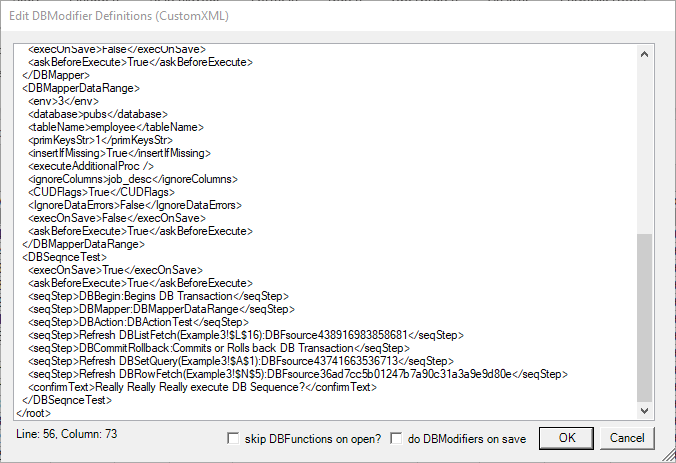 Edit DBModifier Definitions (CustomXML)
<execOnSave>False</execOnSave>
<askBeforeExecute>True</askBeforeExecute>
</DBMapper>
<DBMapperDataRange>
<env>3</env>
<database>pubs</database>
<tableName>employee</tableName>
<primKeysStr>1</primKeysStr>
<insertIfMissing>True</insertIfMissing>
<executeAdditionalProc />
<ignoreColumns>job_desc</ignoreColumns>
<CUDFlags>True</CUDFlags>
<IgnoreDataErrors>False</IgnoreDataErrors>
<execOnSave>False</execOnSave>
<askBeforeExecute>True</askBeforeExecute>
</DBMapperDataRange>
<DBSeqnceTest>
<execOnSave>True</execOnSave>
<askBeforeExecute>True</askBeforeExecute>
<seqStep>DBBegin:Begins DB Transaction</seqStep>
<seqStep>DBMapper:DBMapperDataRange</seqStep>
<seqStep>DBAction:DBActionTest</seqStep>
<seqStep>Refresh DBListFetch(Example3!$L$16):DBFsource438916983858681</seqStep>
<seqStep>DBCommitRollback:Commits or Rolls back DB Transaction</seqStep>
<seqStep>Refresh DBSetQuery(Example3!$A$1):DBFsource43741663536713</seqStep>
<seqStep>Refresh DBRowFetch(Example3!$N$5):DBFsource36ad7cc5b01247b7a90c31a3a9e9d80e</seqStep>
<confirmText>Really Really Really execute DB Sequence?</confirmText>
</DBSeqnceTest>
</root>
Line: 56, Column: 73
skip DBFunctions on open?
do DBModifiers on save
OK
Cancel